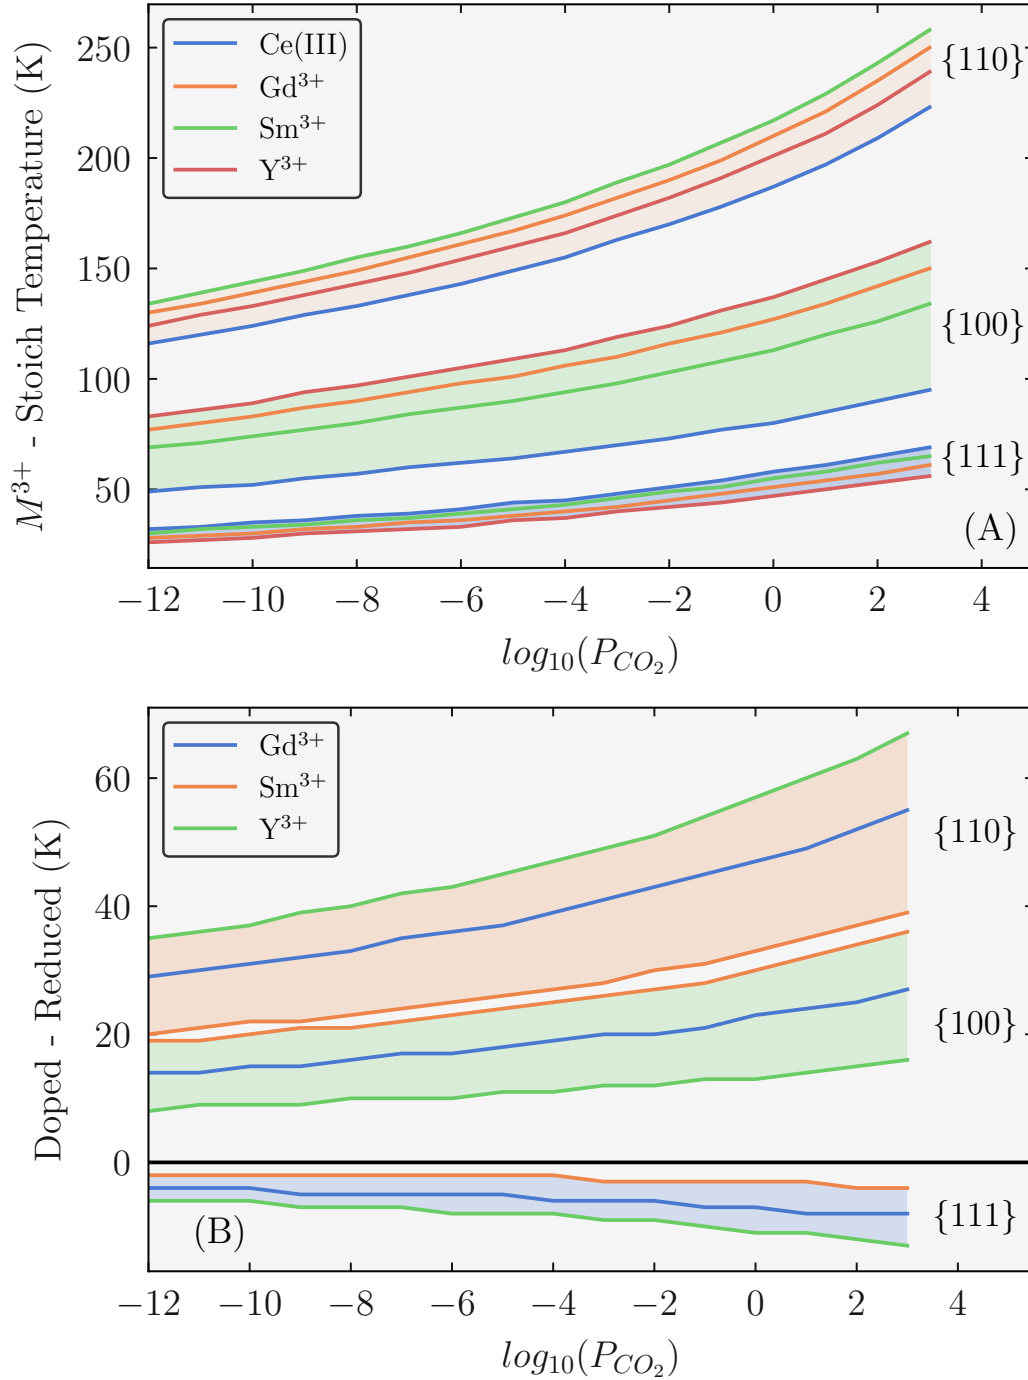 M³⁺ - Stoich Temperature (K)
250
200
150
100
50
Ce(III)
Gd³⁺
Sm³⁺
Y³⁺
{110}
{100}
{111}
(A)
−12 −10 −8 −6 −4 −2 0 2 4
log₁₀(P_CO₂)
Doped - Reduced (K)
60
40
20
0
Gd³⁺
Sm³⁺
Y³⁺
{110}
{100}
{111}
(B)
−12 −10 −8 −6 −4 −2 0 2 4
log₁₀(P_CO₂)